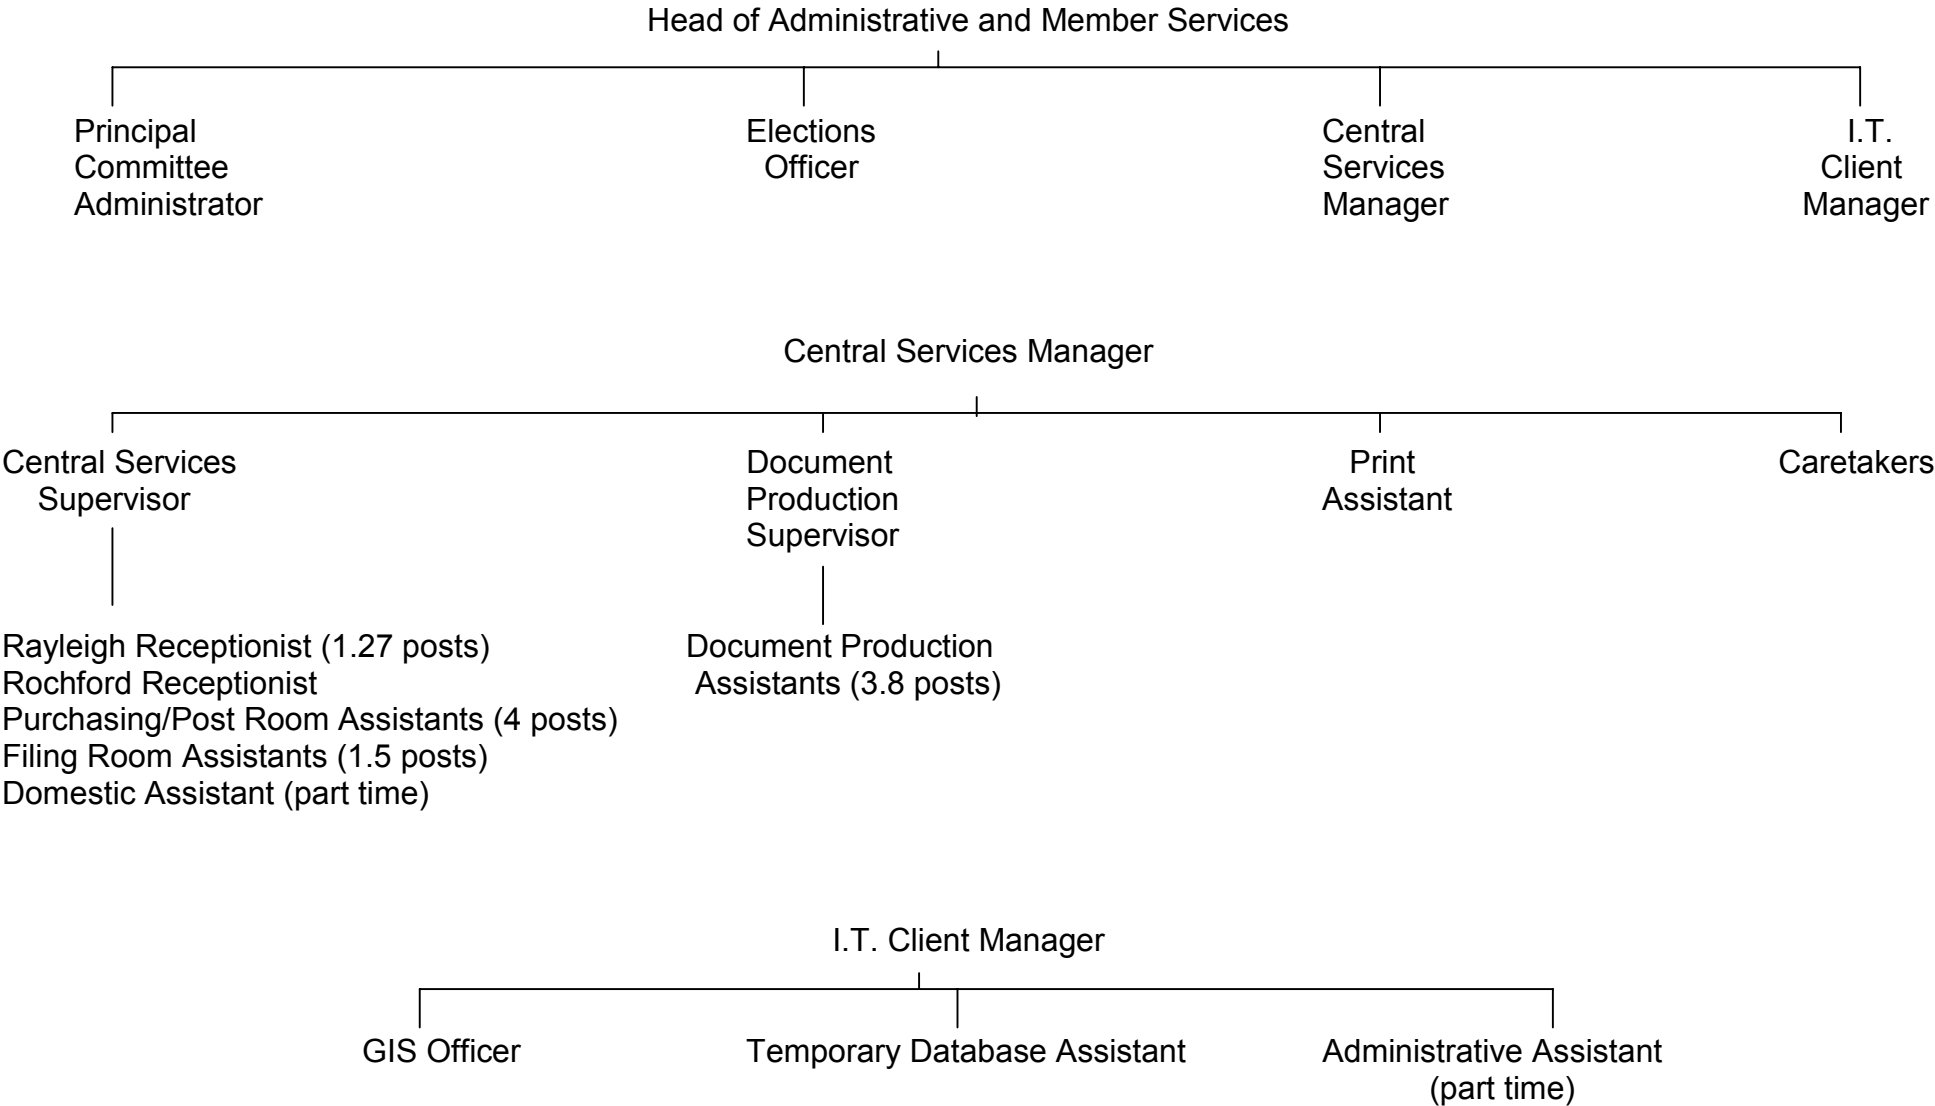 Head of Administrative and Member Services
Principal
Committee
Administrator
Elections
Officer
Central
Services
Manager
I.T.
Client
Manager
Central Services Manager
Central Services
Supervisor
Document
Production
Supervisor
Print
Assistant
Caretakers
Rayleigh Receptionist (1.27 posts)
Rochford Receptionist
Purchasing/Post Room Assistants (4 posts)
Filing Room Assistants (1.5 posts)
Domestic Assistant (part time)
Document Production
Assistants (3.8 posts)
I.T. Client Manager
GIS Officer
Temporary Database Assistant
Administrative Assistant
(part time)